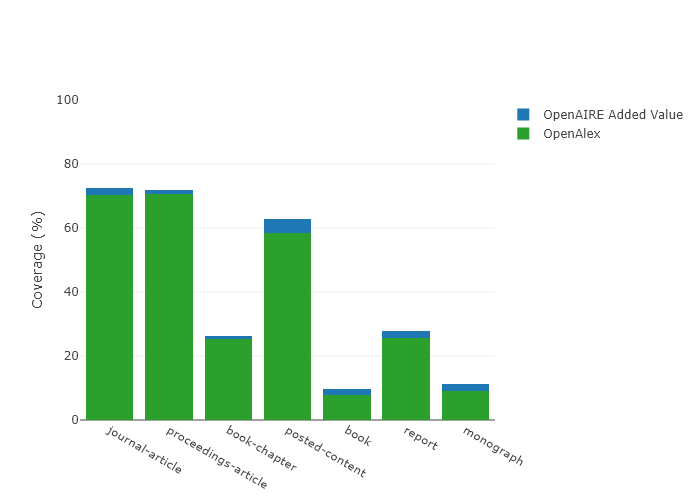 100
80
60
40
20
0
Coverage (%)
journal-article
proceedings-article
book-chapter
posted-content
book
report
monograph
OpenAIRE Added Value
OpenAlex